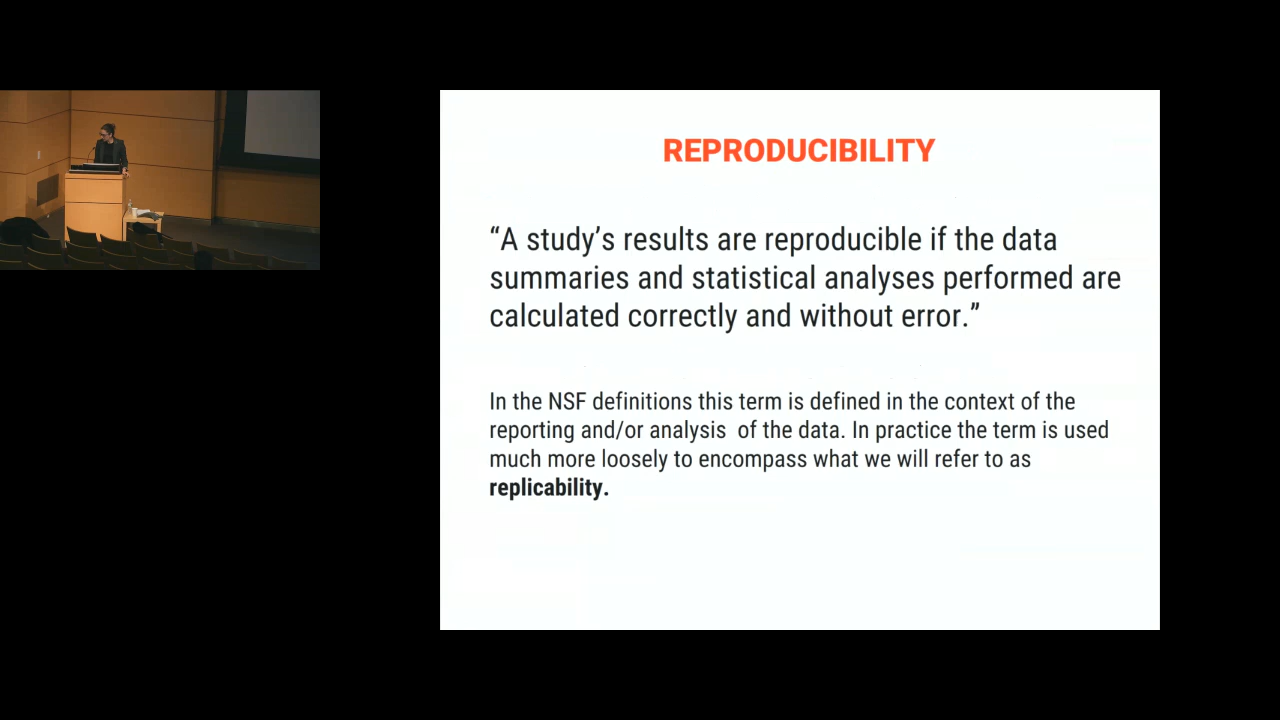 REPRODUCIBILITY
“A study’s results are reproducible if the data
summaries and statistical analyses performed are
calculated correctly and without error.”
In the NSF definitions this term is defined in the context of the
reporting and/or analysis  of the data. In practice the term is used
much more loosely to encompass what we will refer to as
replicability.